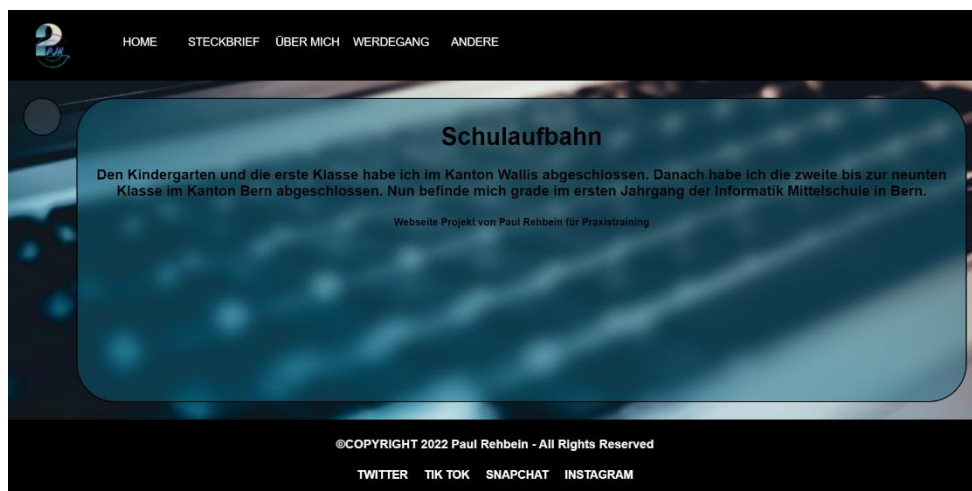 HOME STECKBRIEF ÜBER MICH WERDEGANG ANDERE
Schulaufbahn
Den Kindergarten und die erste Klasse habe ich im Kanton Wallis abgeschlossen. Danach habe ich die zweite bis zur neunten
Klasse im Kanton Bern abgeschlossen. Nun befinde mich grade im ersten Jahrgang der Informatik Mittelschule in Bern.
Webseite Projekt von Paul Rehbein für Praxistraining
©COPYRIGHT 2022 Paul Rehbein - All Rights Reserved
TWITTER TIK TOK SNAPCHAT INSTAGRAM